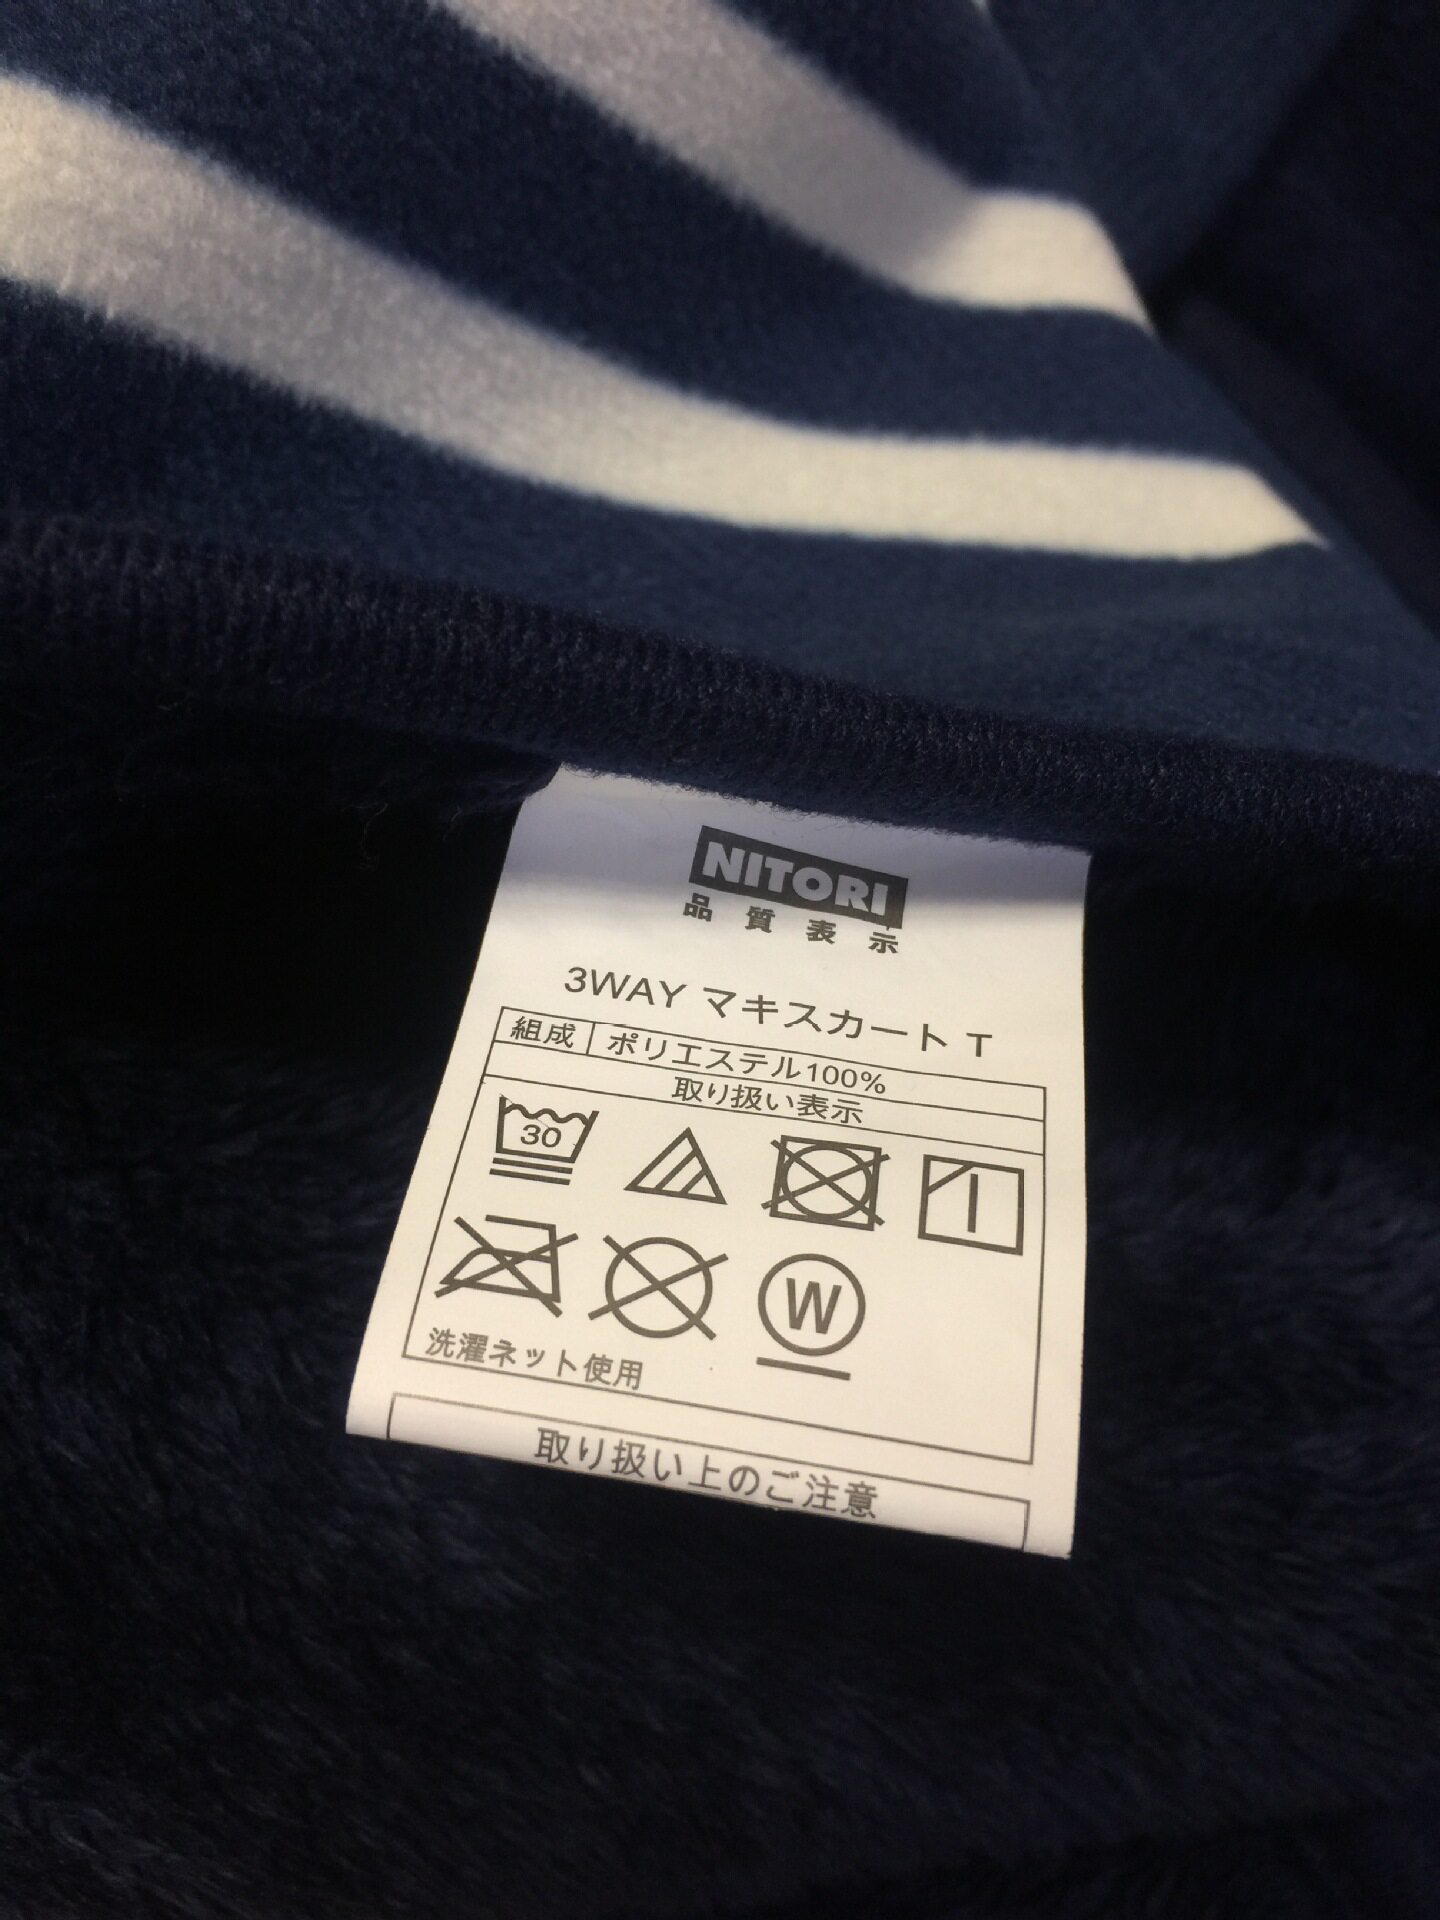 NITORI
品質表示
3WAY マキスカート T
組成 ポリエステル100%
取り扱い表示
30
W
洗濯ネット使用
取り扱い上のご注意